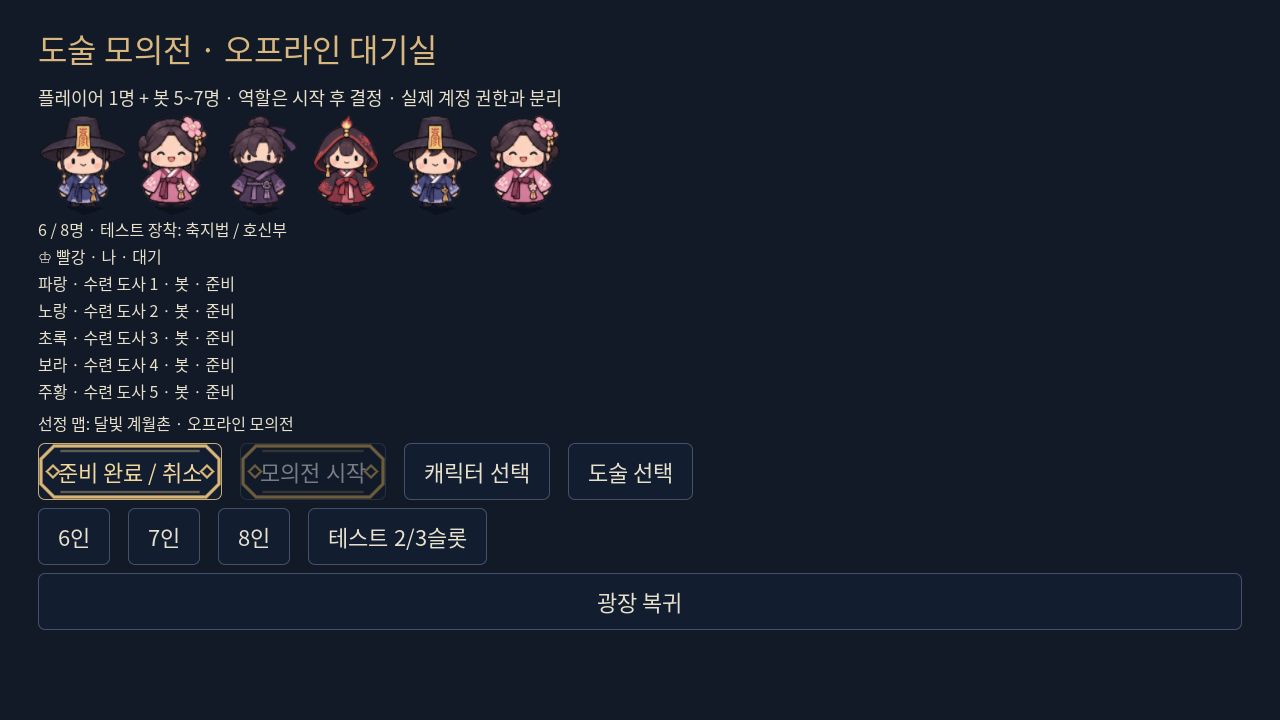 도술 모의전 · 오프라인 대기실
플레이어 1명 + 봇 5~7명 · 역할은 시작 후 결정 · 실제 계정 권한과 분리
6 / 8명 · 테스트 장착: 축지법 / 호신부
♔ 빨강 · 나 · 대기
파랑 · 수련 도사 1 · 봇 · 준비
노랑 · 수련 도사 2 · 봇 · 준비
초록 · 수련 도사 3 · 봇 · 준비
보라 · 수련 도사 4 · 봇 · 준비
주황 · 수련 도사 5 · 봇 · 준비
선정 맵: 달빛 계월촌 · 오프라인 모의전
준비 완료 / 취소 모의전 시작 캐릭터 선택 도술 선택
6인 7인 8인 테스트 2/3슬롯
광장 복귀